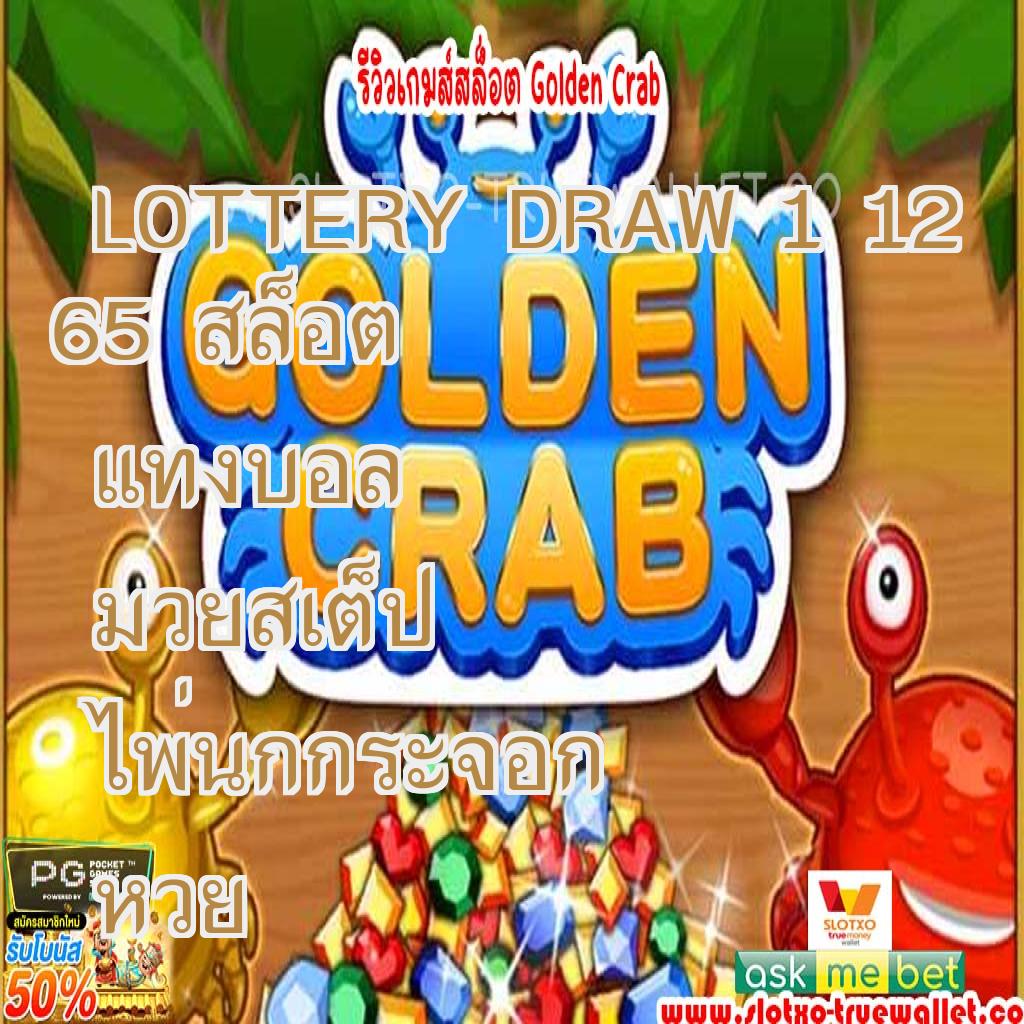 รีวิวเกมส์สล็อต Golden Crab
LOTTERY DRAW 1 12
65 สล็อต
GOLDEN
แทงบอล
CRAB
มวยสเต็ป
ไพ่นกกระจอก
หวย
PG POCKET GAMES
POWERED BY
สมัครสมาชิกใหม่
รับโบนัส
50%
SLOTXO
truemoney
wallet
ask me bet
www.slotxo-truewallet.co